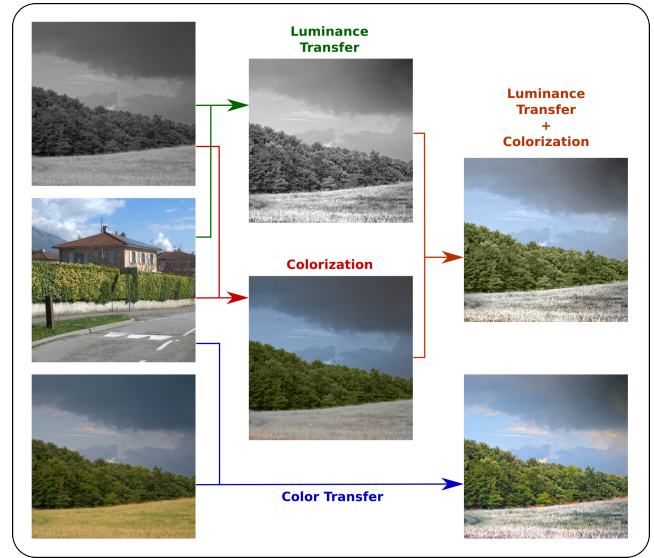 Luminance
Transfer
Luminance
Transfer
+
Colorization
Colorization
Color Transfer